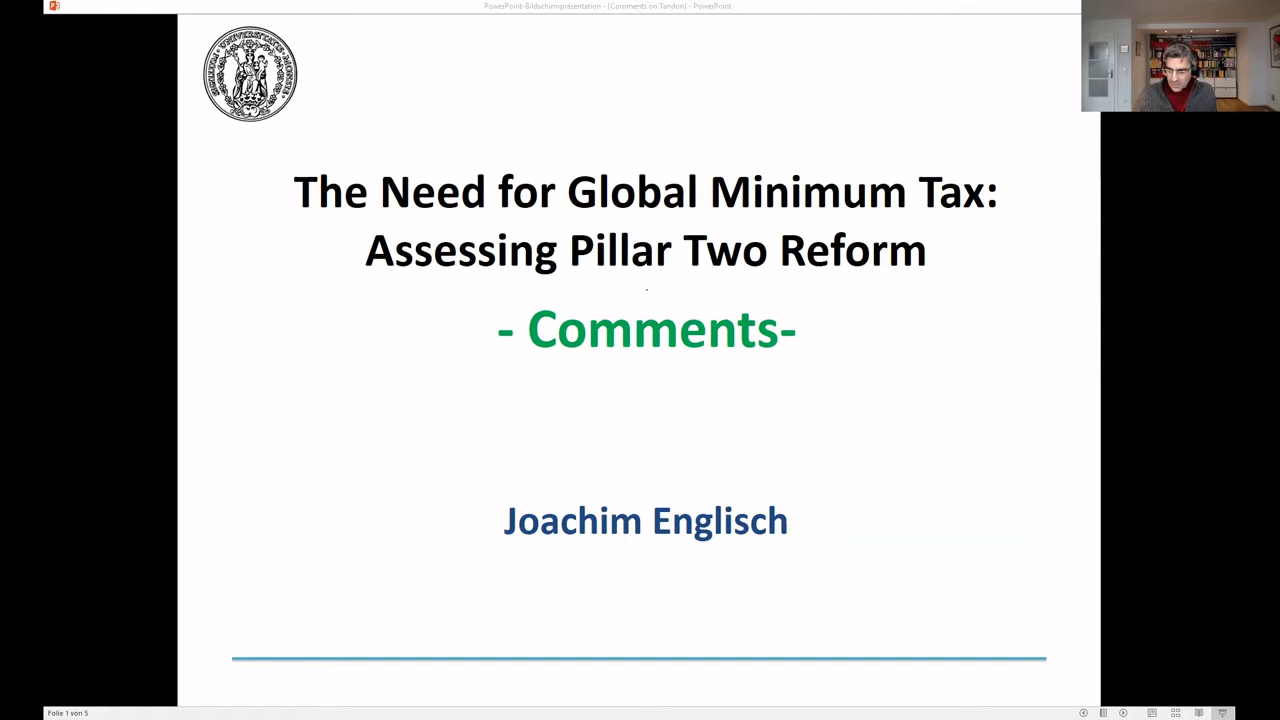 PowerPoint-Bildschirmpräsentation - [Comments on Tandon] - PowerPoint
The Need for Global Minimum Tax:
Assessing Pillar Two Reform
- Comments-
Joachim Englisch
Folie 1 von 5